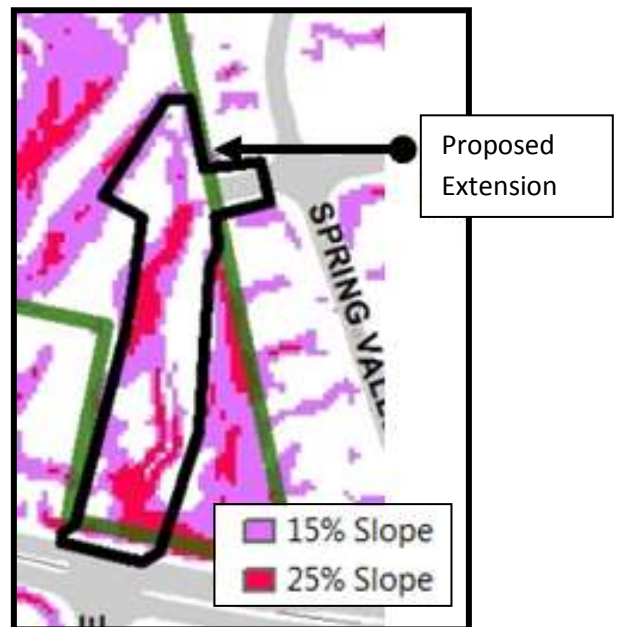 Proposed
Extension
SPRING VALL
15% Slope
25% Slope